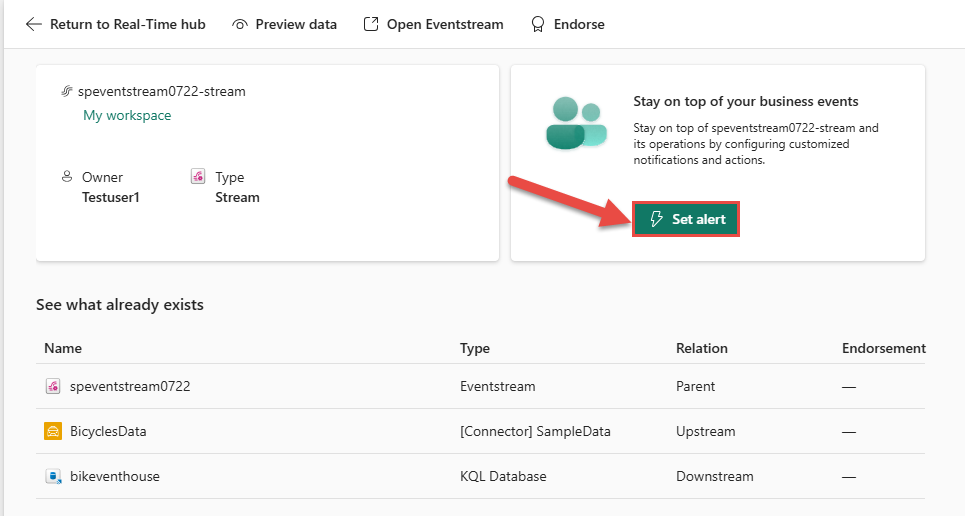 Return to Real-Time hub Preview data Open Eventstream Endorse
speventstream0722-stream
My workspace
Owner Type
Testuser1 Stream
Stay on top of your business events
Stay on top of speventstream0722-stream and
its operations by configuring customized
notifications and actions.
Set alert
See what already exists
Name Type Relation Endorsement
speventstream0722 Eventstream Parent —
BicyclesData [Connector] SampleData Upstream —
bikeventhouse KQL Database Downstream —